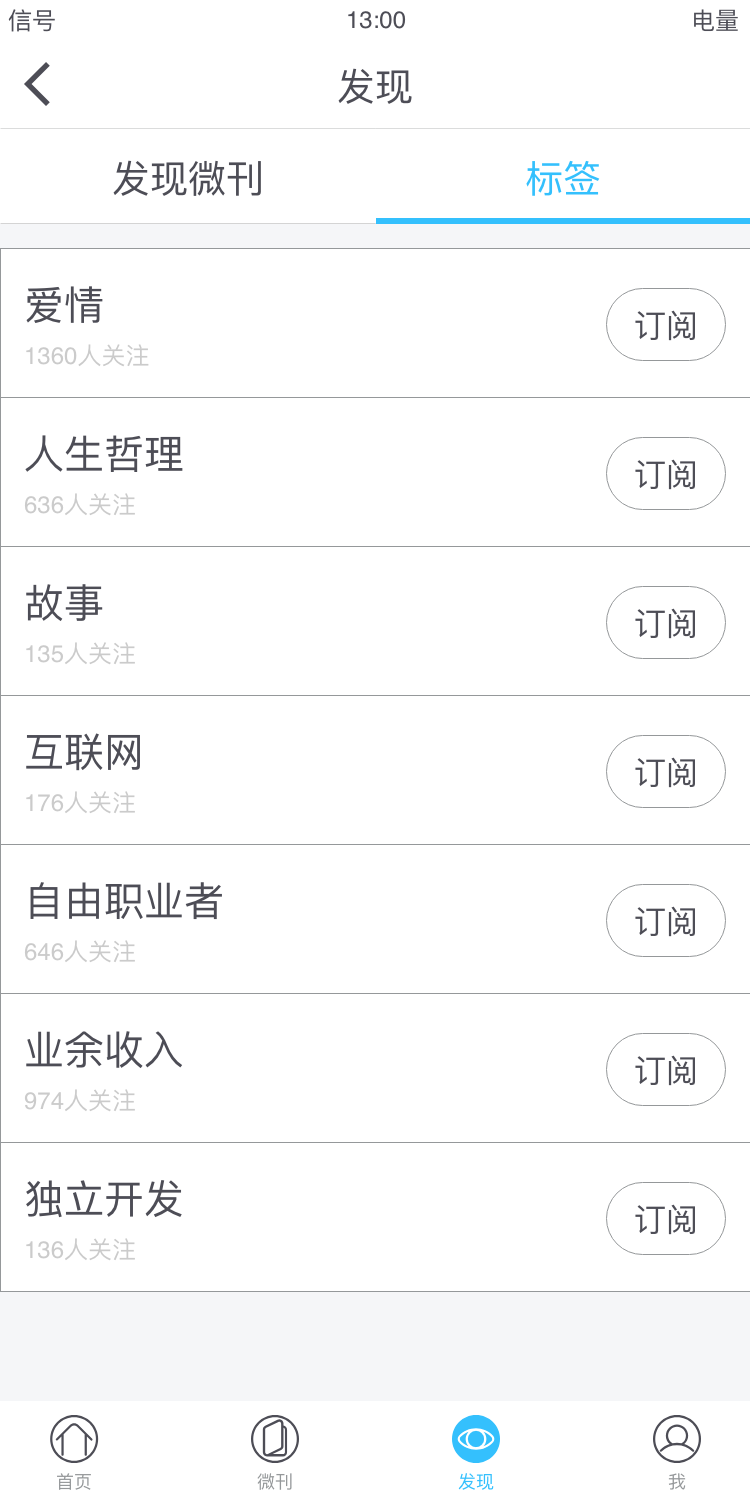 信号 13:00 电量
发现
发现微刊 标签
爱情
1360人关注
订阅
人生哲理
636人关注
订阅
故事
135人关注
订阅
互联网
176人关注
订阅
自由职业者
646人关注
订阅
业余收入
974人关注
订阅
独立开发
136人关注
订阅
首页 微刊 发现 我